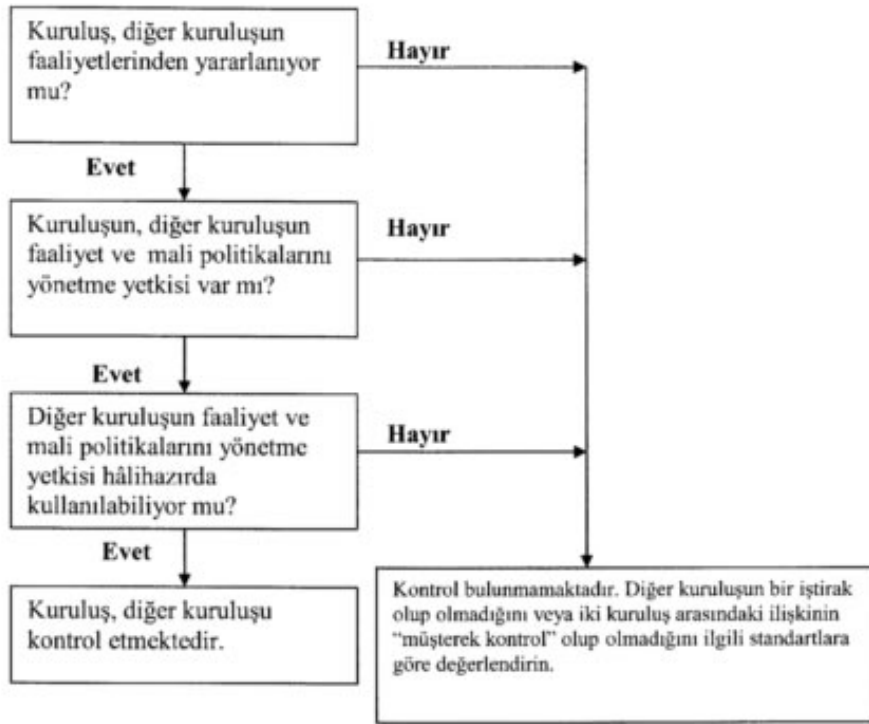 Kuruluş, diğer kuruluşun
faaliyetlerinden yararlanıyor
mu?
Hayır
Evet
Kuruluşun, diğer kuruluşun
faaliyet ve mali politikalarını
yönetme yetkisi var mı?
Hayır
Evet
Diğer kuruluşun faaliyet ve
mali politikalarını yönetme
yetkisi hâlihazırda
kullanılabiliyor mu?
Hayır
Evet
Kuruluş, diğer kuruluşu
kontrol etmektedir.
Kontrol bulunmamaktadır. Diğer kuruluşun bir iştirak
olup olmadığını veya iki kuruluş arasındaki ilişkinin
“müşterek kontrol” olup olmadığını ilgili standartlara
göre değerlendirin.